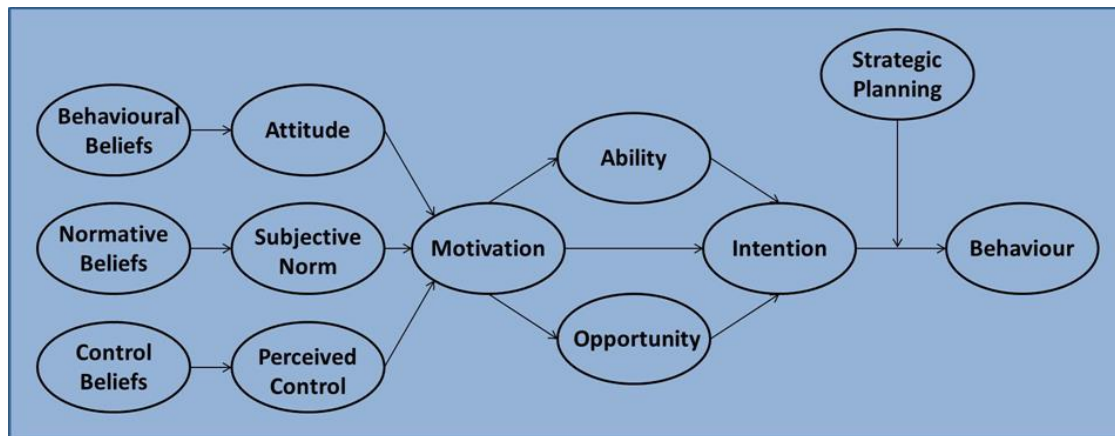 Behavioural
Beliefs
Attitude
Normative
Beliefs
Subjective
Norm
Control
Beliefs
Perceived
Control
Motivation
Ability
Opportunity
Intention
Strategic
Planning
Behaviour